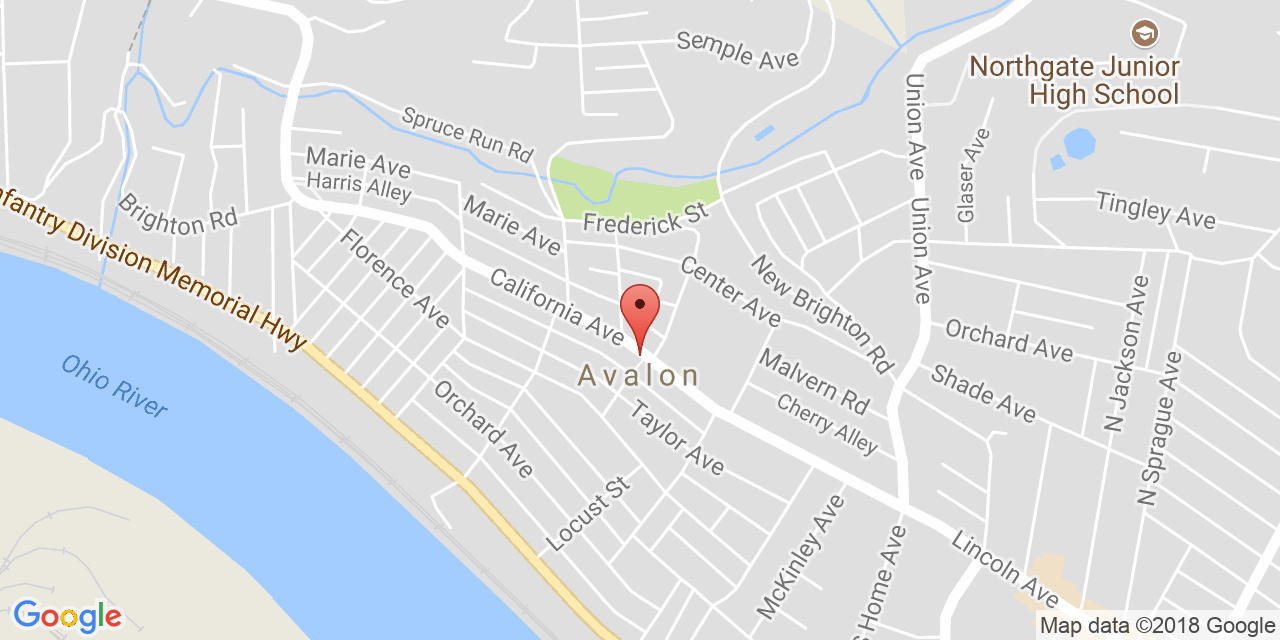 Semple Ave
Northgate Junior
High School
Spruce Run Rd
Union Ave
Glaser Ave
Marie Ave
Harris Alley
Brighton Rd
Marie Ave
Frederick St
Tingley Ave
Union Ave
nfantry Division Memorial Hwy
Florence Ave
California Ave
Center Ave
New Brighton Rd
Orchard Ave
N Jackson Ave
Ohio River
Avalon
Malvern Rd
Cherry Alley
Shade Ave
N Sprague Ave
Orchard Ave
Taylor Ave
Locust St
McKinley Ave
S Home Ave
Lincoln Ave
Google
Map data ©2018 Google